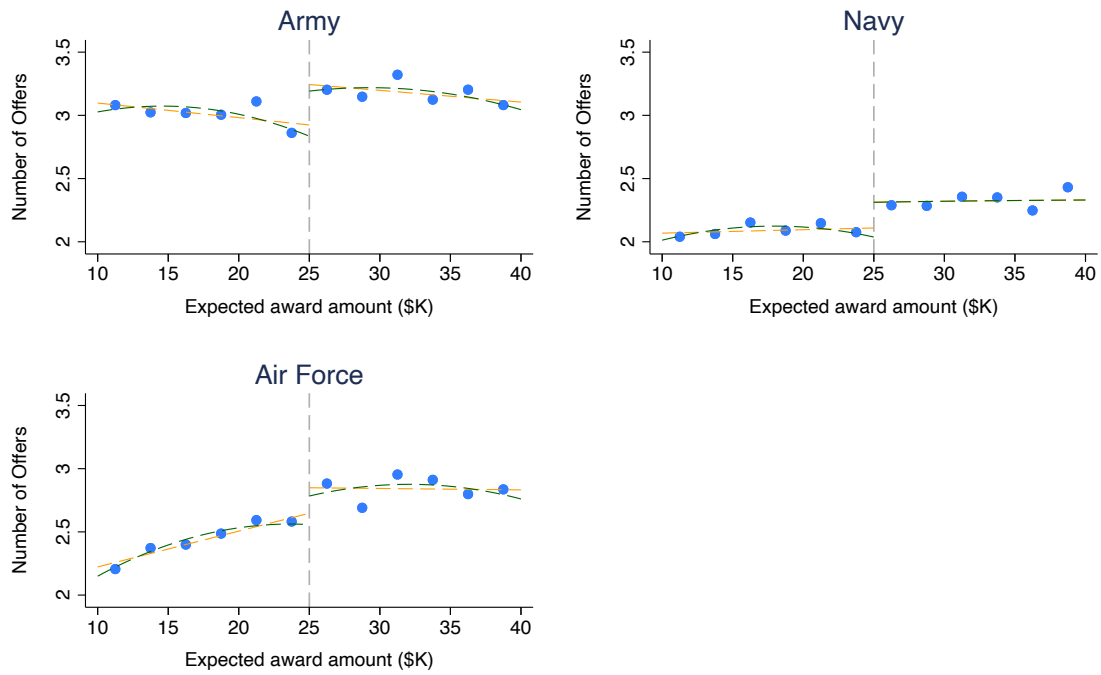 Army
Number of Offers
3.5
3
2.5
2
10 15 20 25 30 35 40
Expected award amount ($K)
Navy
Number of Offers
3.5
3
2.5
2
10 15 20 25 30 35 40
Expected award amount ($K)
Air Force
Number of Offers
3.5
3
2.5
2
10 15 20 25 30 35 40
Expected award amount ($K)